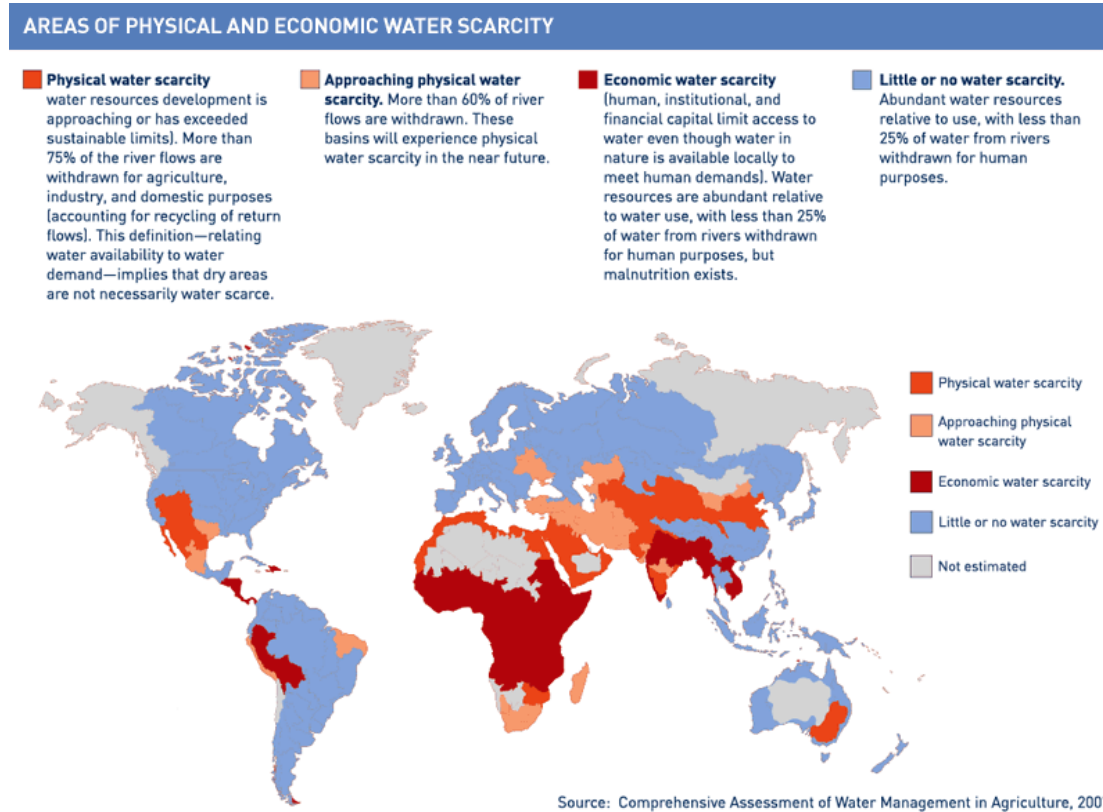 AREAS OF PHYSICAL AND ECONOMIC WATER SCARCITY
Physical water scarcity
water resources development is
approaching or has exceeded
sustainable limits). More than
75% of the river flows are
withdrawn for agriculture,
industry, and domestic purposes
(accounting for recycling of return
flows). This definition—relating
water availability to water
demand—implies that dry areas
are not necessarily water scarce.
Approaching physical water
scarcity. More than 60% of river
flows are withdrawn. These
basins will experience physical
water scarcity in the near future.
Economic water scarcity
(human, institutional, and
financial capital limit access to
water even though water in
nature is available locally to
meet human demands). Water
resources are abundant relative
to water use, with less than 25%
of water from rivers withdrawn
for human purposes, but
malnutrition exists.
Little or no water scarcity.
Abundant water resources
relative to use, with less than
25% of water from rivers
withdrawn for human
purposes.
Physical water scarcity
Approaching physical
water scarcity
Economic water scarcity
Little or no water scarcity
Not estimated
Source: Comprehensive Assessment of Water Management in Agriculture, 200